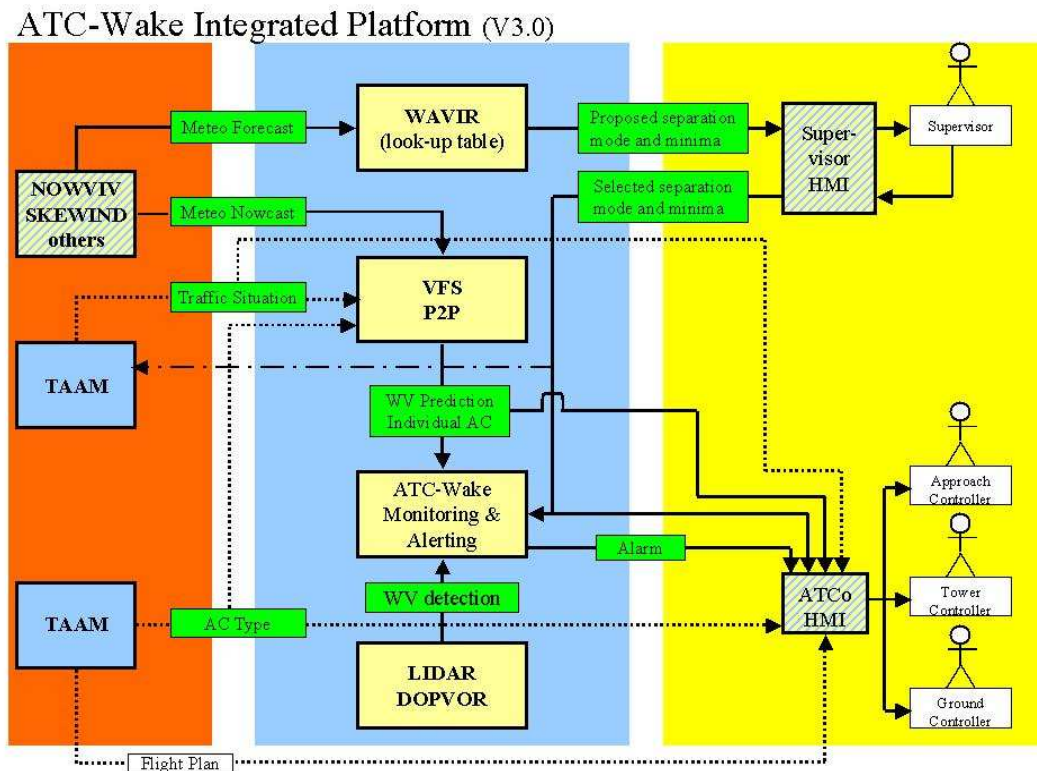 ATC-Wake Integrated Platform (V3.0)
Meteo Forecast
WAVIR
(look-up table)
Proposed separation
mode and minima
Super-
visor
HMI
Supervisor
NOWVIV
SKEWIND
others
Meteo Nowcast
Selected separation
mode and minima
Traffic Situation
VFS
P2P
TAAM
WV Prediction
Individual AC
ATC-Wake
Monitoring &
Alerting
Approach
Controller
Alarm
TAAM
AC Type
WV detection
ATCo
HMI
Tower
Controller
LIDAR
DOPVOR
Ground
Controller
Flight Plan